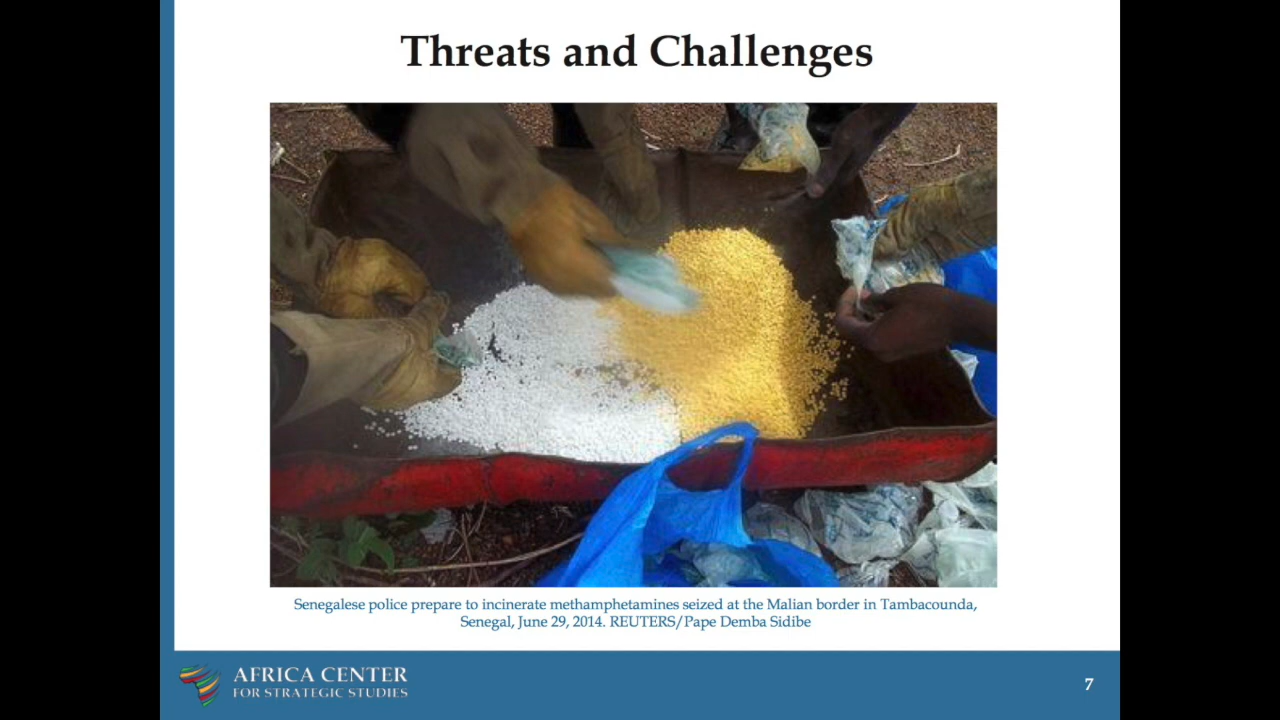 Threats and Challenges
Senegalese police prepare to incinerate methamphetamines seized at the Malian border in Tambacounda,
Senegal, June 29, 2014. REUTERS/Pape Demba Sidibe
AFRICA CENTER
FOR STRATEGIC STUDIES
7